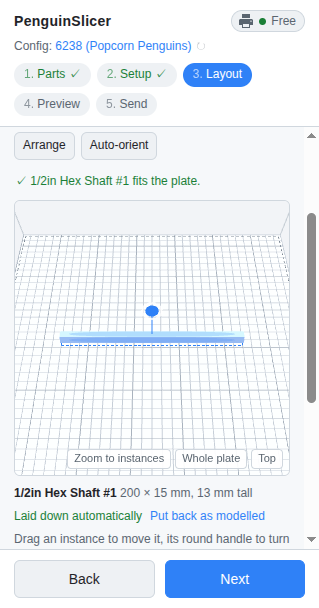 PenguinSlicer
Free
Config: 6238 (Popcorn Penguins)
1. Parts ✓ 2. Setup ✓ 3. Layout
4. Preview 5. Send
Arrange Auto-orient
✓ 1/2in Hex Shaft #1 fits the plate.
Zoom to instances Whole plate Top
1/2in Hex Shaft #1 200 × 15 mm, 13 mm tall
Laid down automatically Put back as modelled
Drag an instance to move it, its round handle to turn
Back Next